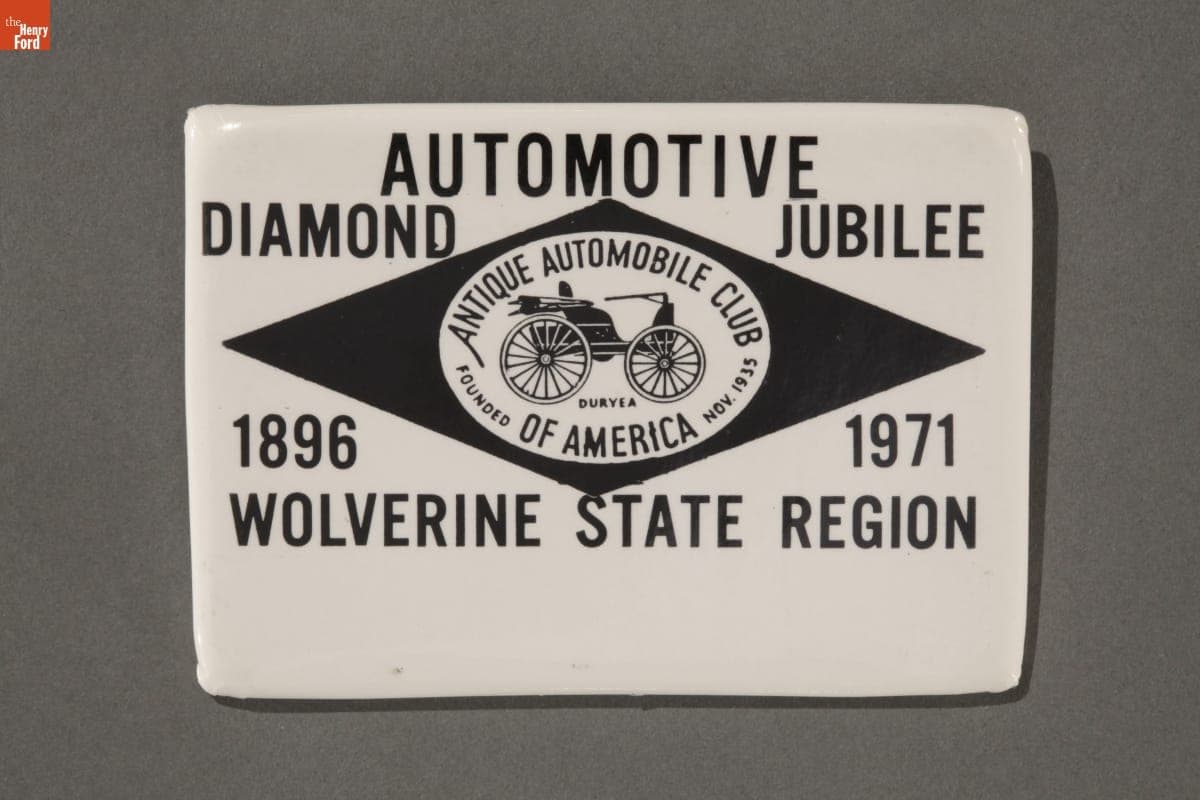 the
Henry
Ford
AUTOMOTIVE
DIAMOND JUBILEE
ANTIQUE AUTOMOBILE CLUB
DURYEA
FOUNDED NOV. 1935
OF AMERICA
1896 1971
WOLVERINE STATE REGION